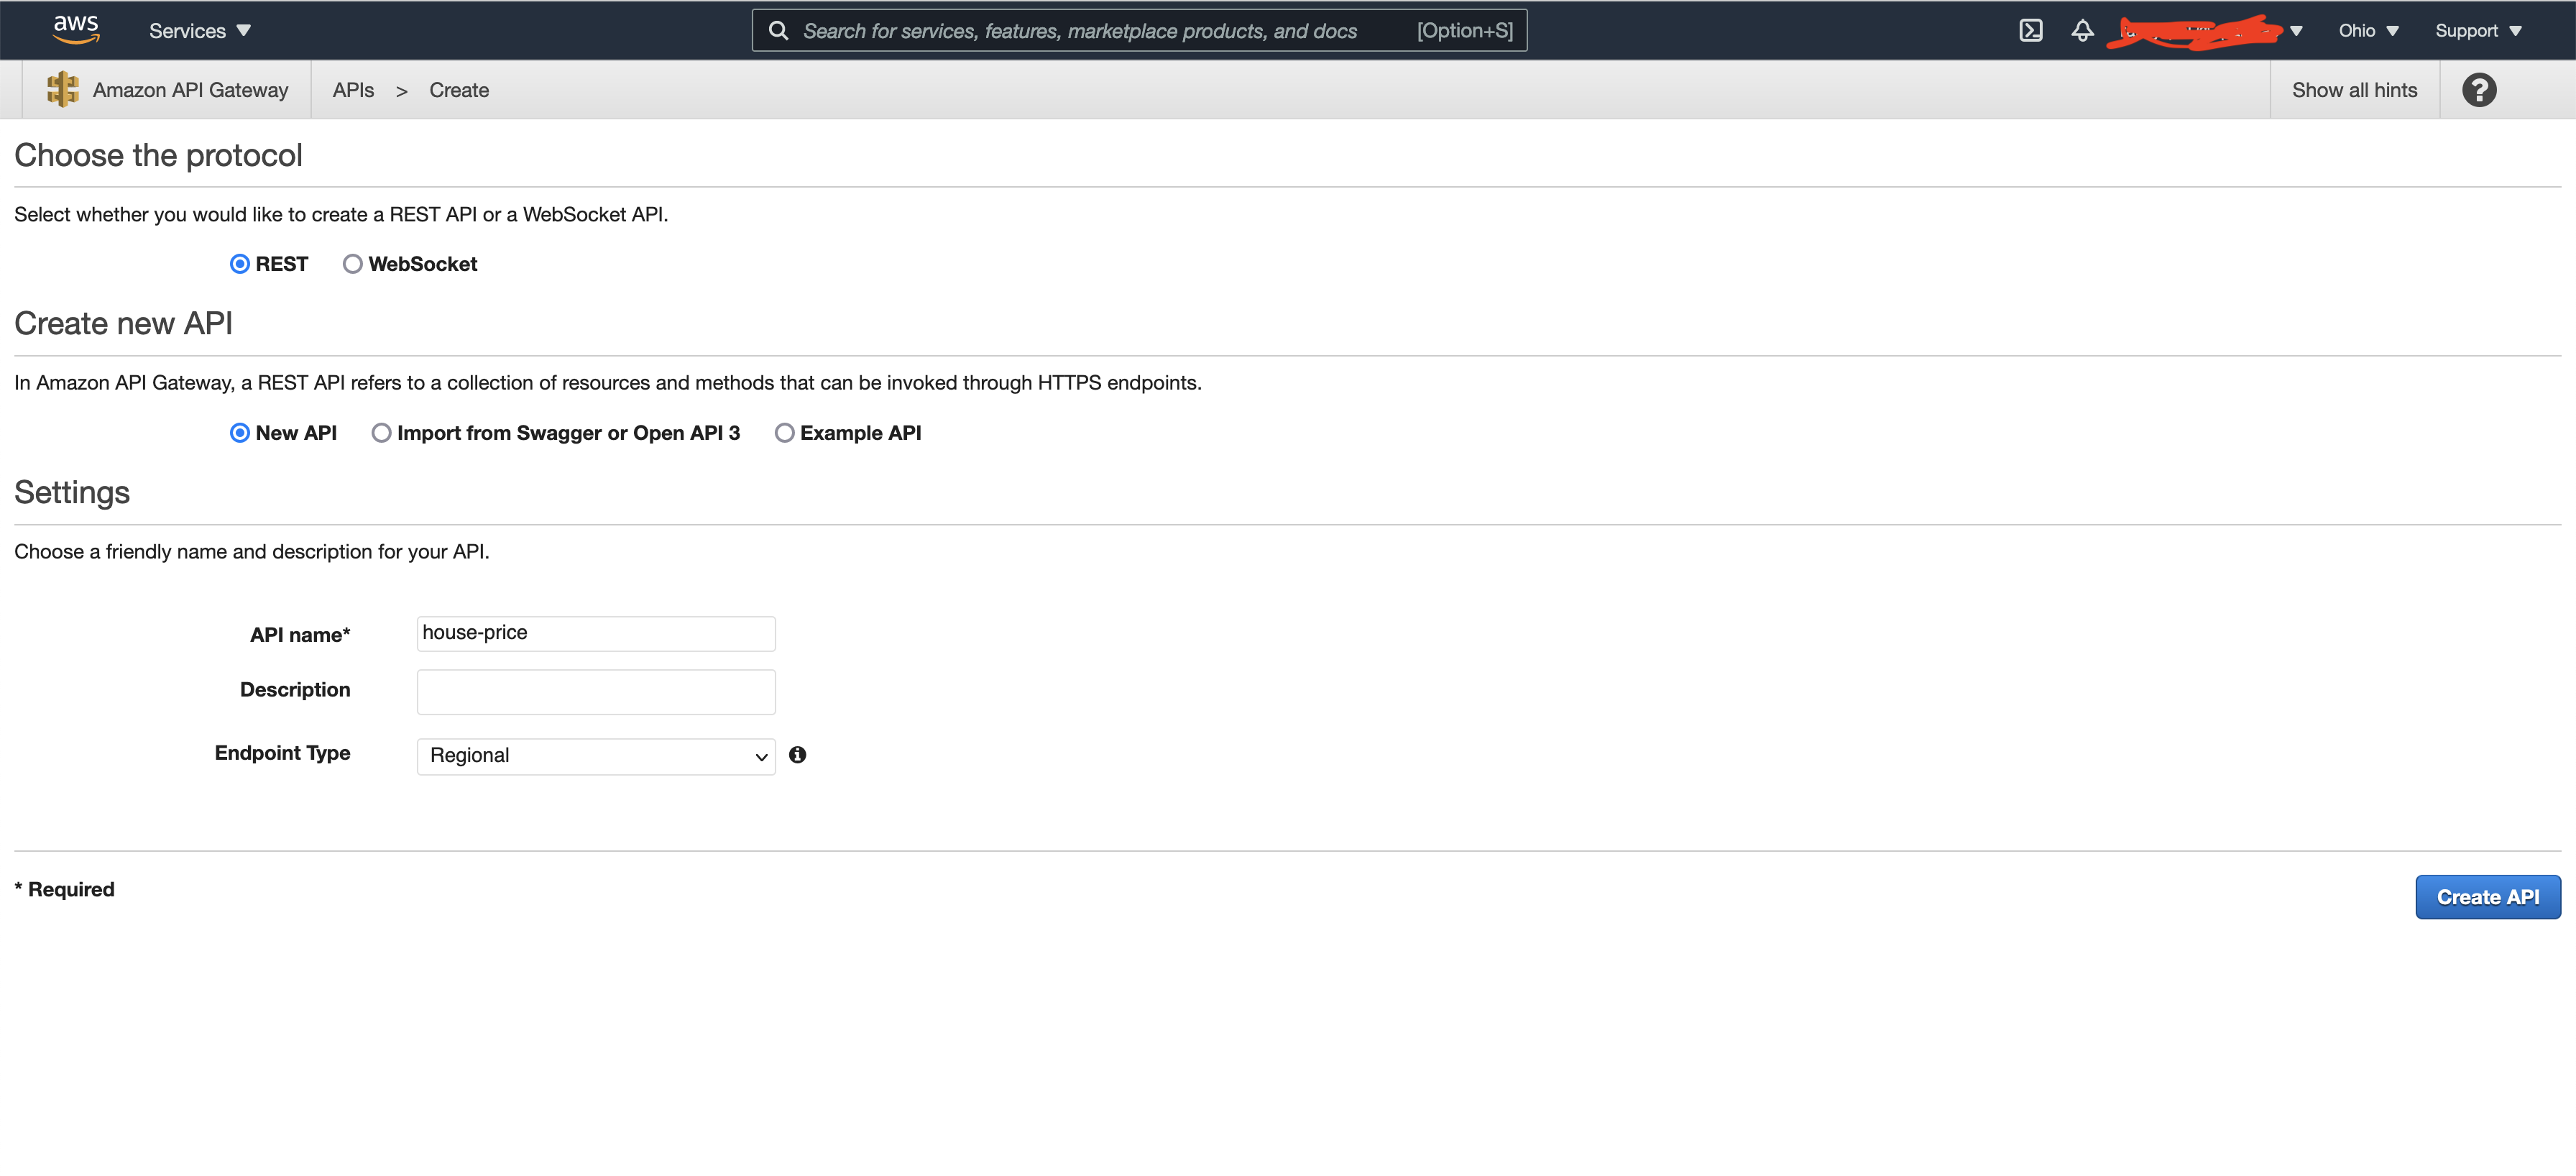 aws Services Search for services, features, marketplace products, and docs [Option+S] Ohio Support
Amazon API Gateway APIs > Create Show all hints ?
Choose the protocol
Select whether you would like to create a REST API or a WebSocket API.
REST WebSocket
Create new API
In Amazon API Gateway, a REST API refers to a collection of resources and methods that can be invoked through HTTPS endpoints.
New API Import from Swagger or Open API 3 Example API
Settings
Choose a friendly name and description for your API.
API name* house-price
Description
Endpoint Type Regional
* Required
Create API